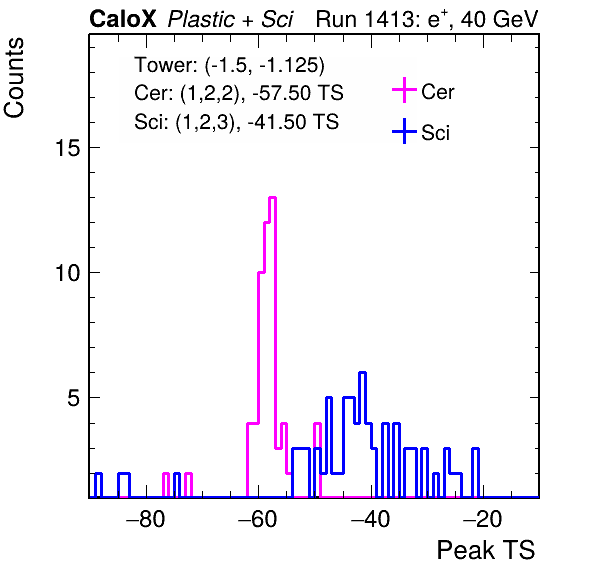 CaloX Plastic + Sci Run 1413: e⁺, 40 GeV
Counts
Tower: (-1.5, -1.125)
Cer: (1,2,2), -57.50 TS
Sci: (1,2,3), -41.50 TS
Cer
Sci
15
10
5
−80 −60 −40 −20
Peak TS